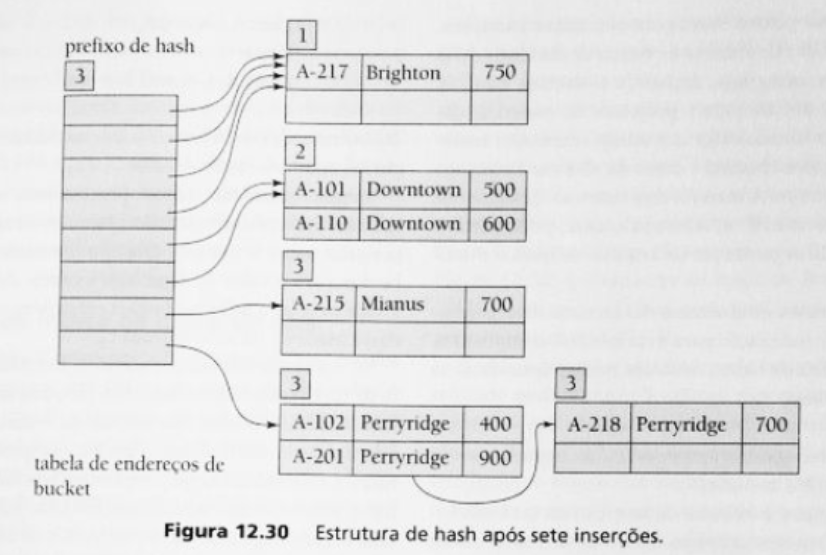 prefixo de hash
3
1
A-217 Brighton 750
2
A-101 Downtown 500
A-110 Downtown 600
3
A-215 Mianus 700
3
A-102 Perryridge 400
A-201 Perryridge 900
3
A-218 Perryridge 700
tabela de endereços de
bucket
Figura 12.30 Estrutura de hash após sete inserções.